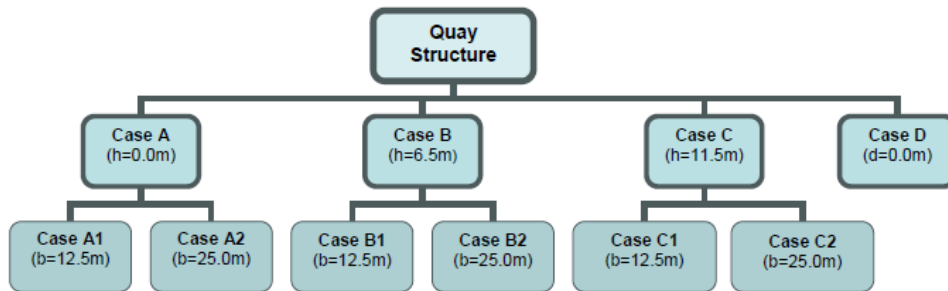 Quay
Structure
Case A
(h=0.0m)
Case B
(h=6.5m)
Case C
(h=11.5m)
Case D
(d=0.0m)
Case A1
(b=12.5m)
Case A2
(b=25.0m)
Case B1
(b=12.5m)
Case B2
(b=25.0m)
Case C1
(b=12.5m)
Case C2
(b=25.0m)